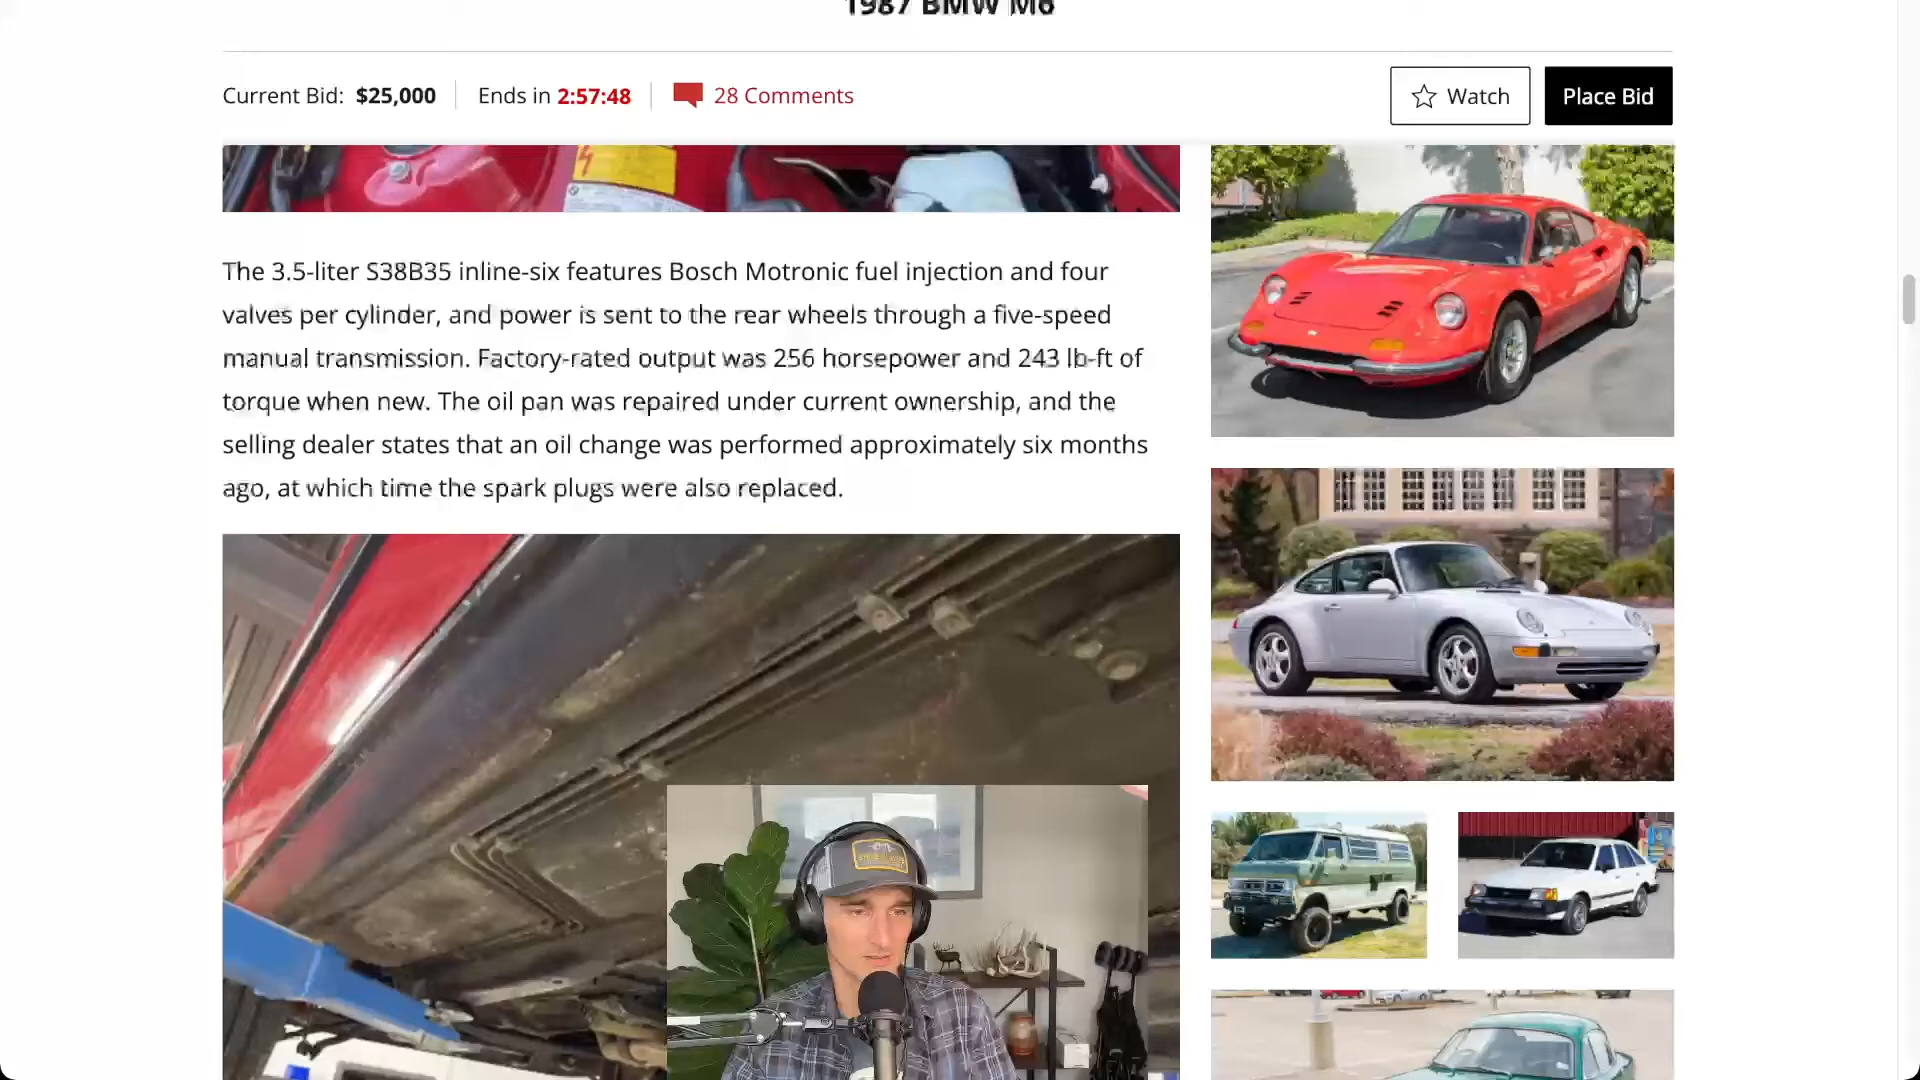 1987 BMW M6
Current Bid: $25,000
Ends in 2:57:48
28 Comments
Watch
Place Bid
The 3.5-liter S38B35 inline-six features Bosch Motronic fuel injection and four
valves per cylinder, and power is sent to the rear wheels through a five-speed
manual transmission. Factory-rated output was 256 horsepower and 243 lb-ft of
torque when new. The oil pan was repaired under current ownership, and the
selling dealer states that an oil change was performed approximately six months
ago, at which time the spark plugs were also replaced.